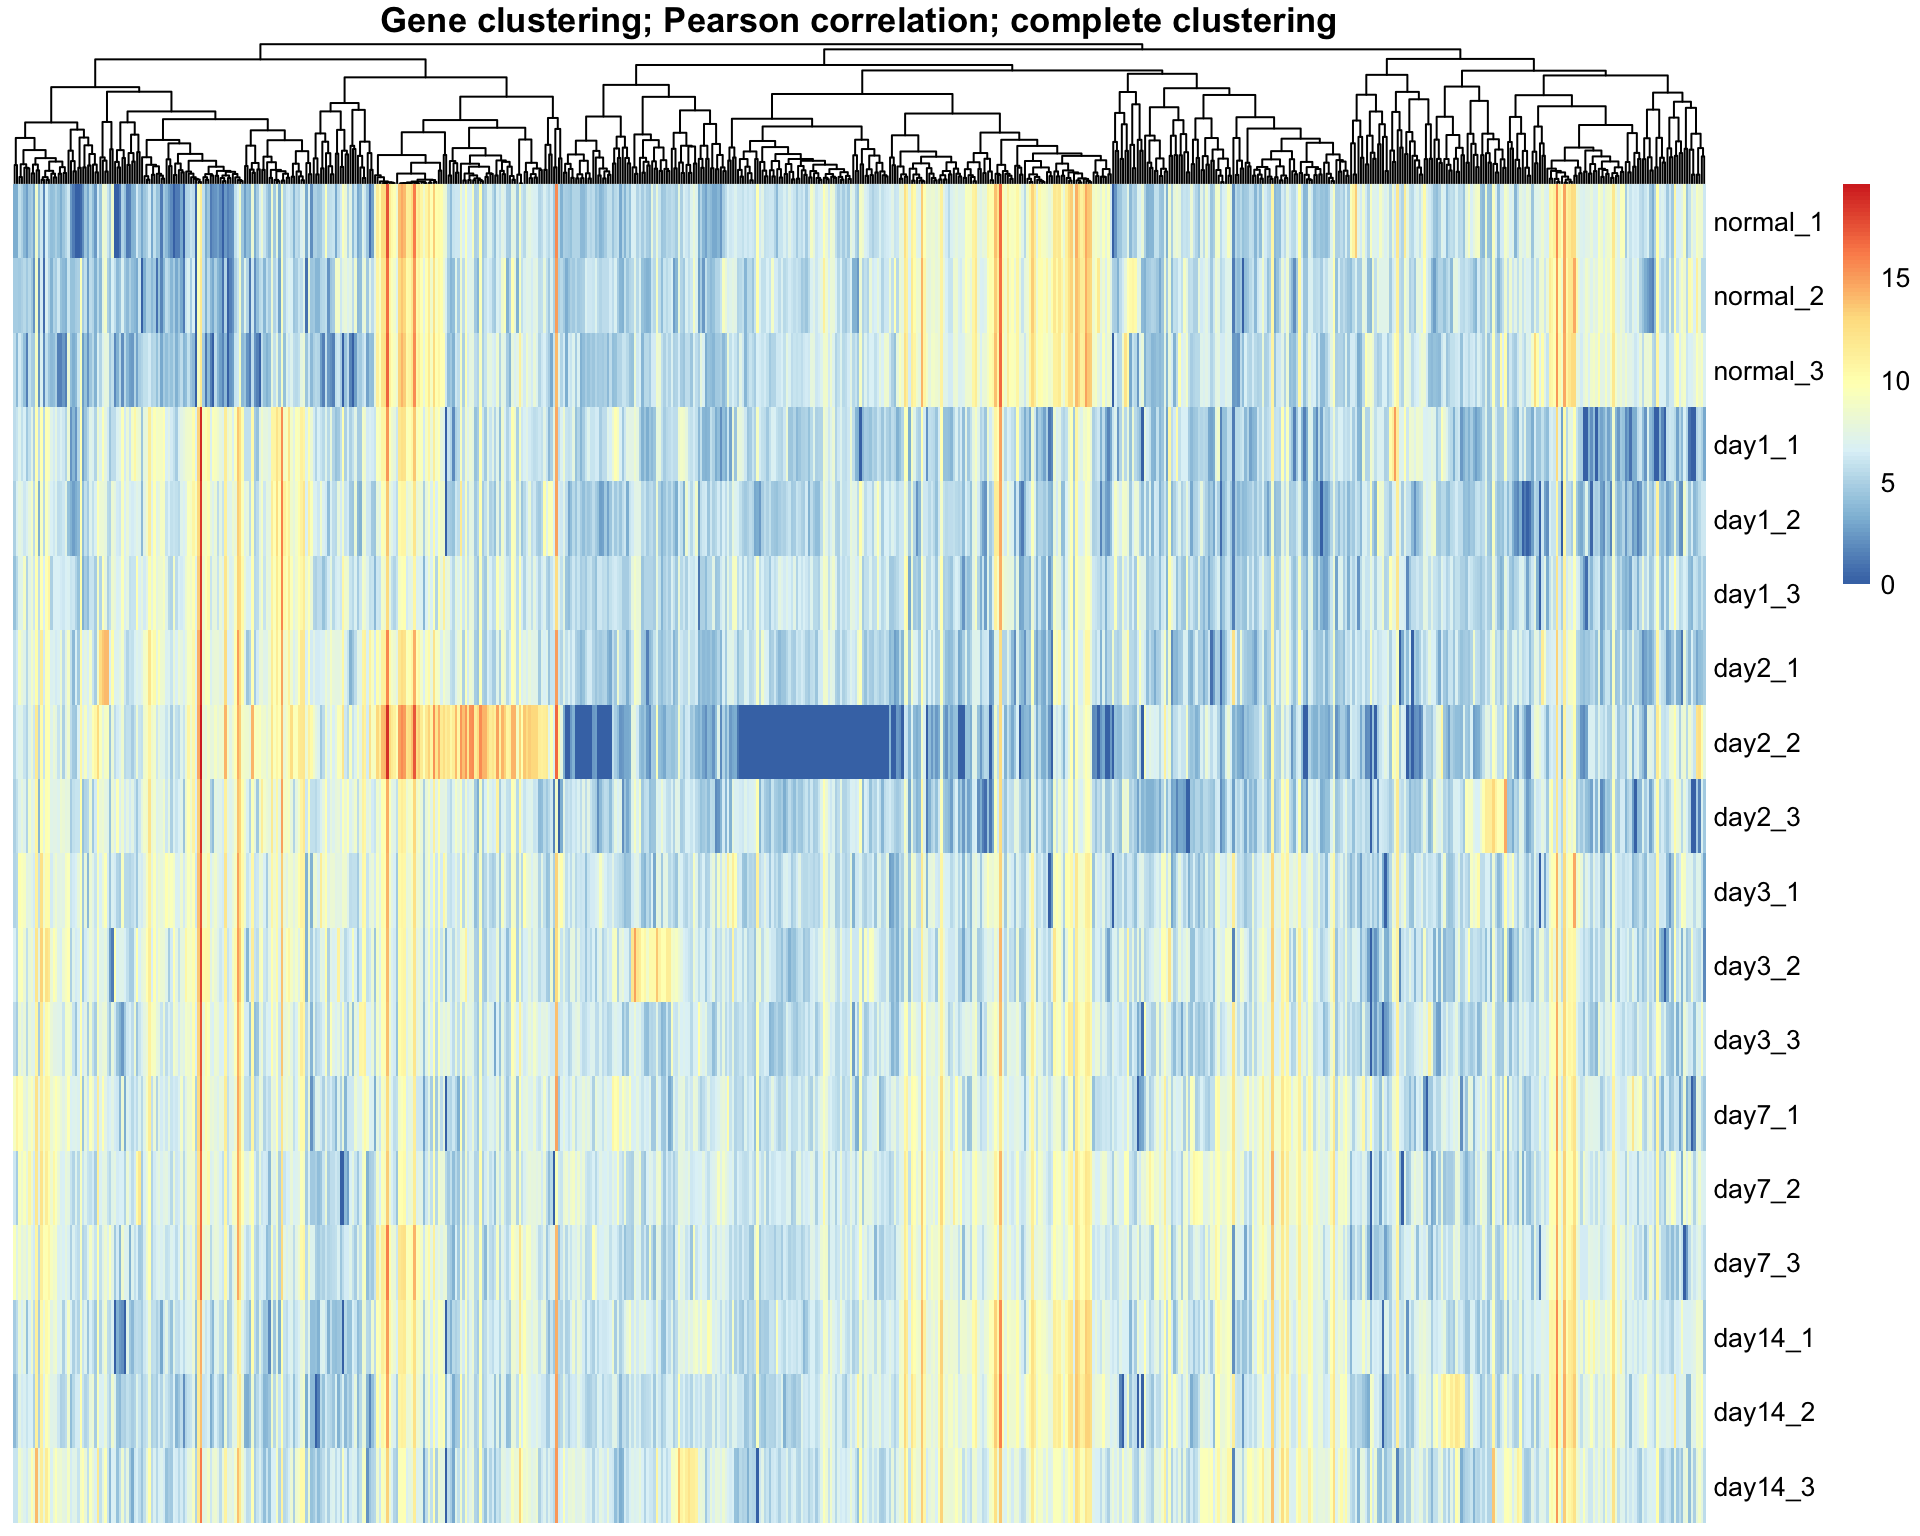 Gene clustering; Pearson correlation; complete clustering
normal_1
normal_2
normal_3
day1_1
day1_2
day1_3
day2_1
day2_2
day2_3
day3_1
day3_2
day3_3
day7_1
day7_2
day7_3
day14_1
day14_2
day14_3
15
10
5
0